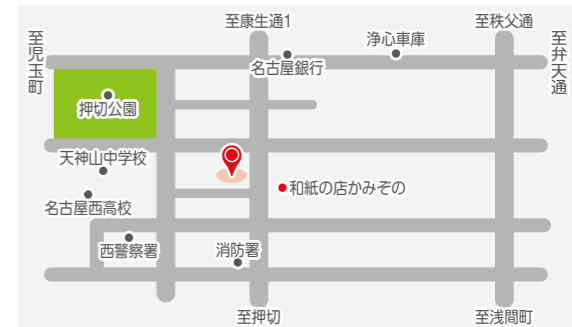 至康生通1
至秩父通
至児玉町
浄心車庫
至弁天通
名古屋銀行
押切公園
天神山中学校
和紙の店かみぞの
名古屋西高校
西警察署
消防署
至押切
至浅間町